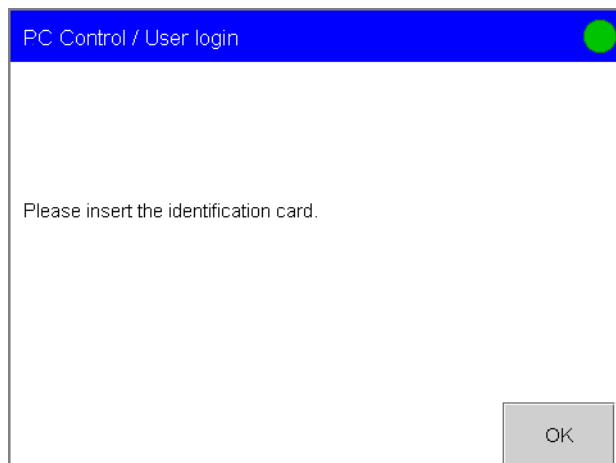 PC Control / User login
Please insert the identification card.
OK